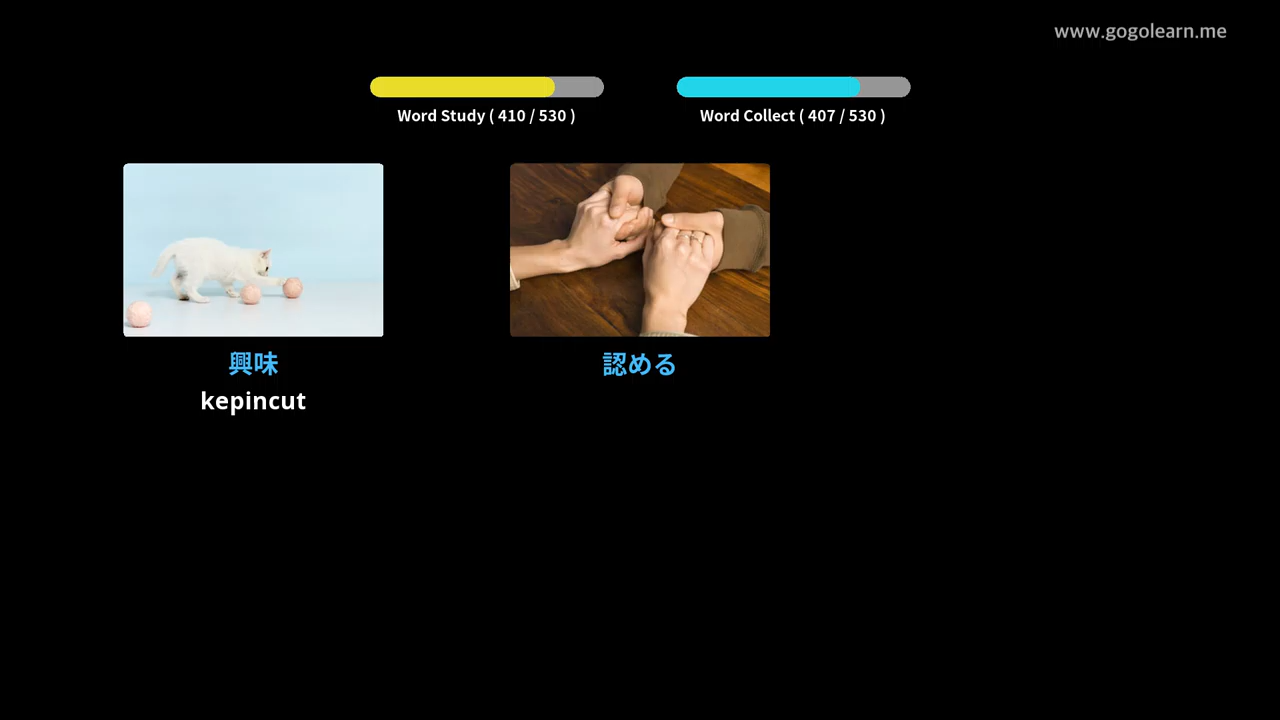 www.gogolearn.me
Word Study ( 410 / 530 )
Word Collect ( 407 / 530 )
興味
kepincut
認める